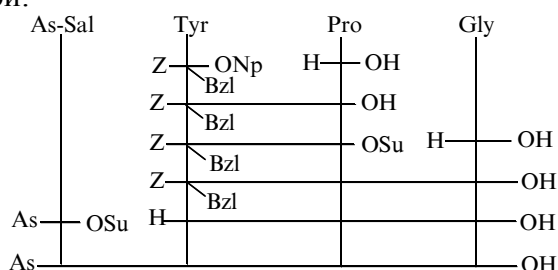 ри:
As-Sal Tyr Pro Gly
Z ONp H OH
Bzl
Z OH
Bzl
Z OSu H OH
Bzl
Z OH
Bzl
As OSu H OH
As OH